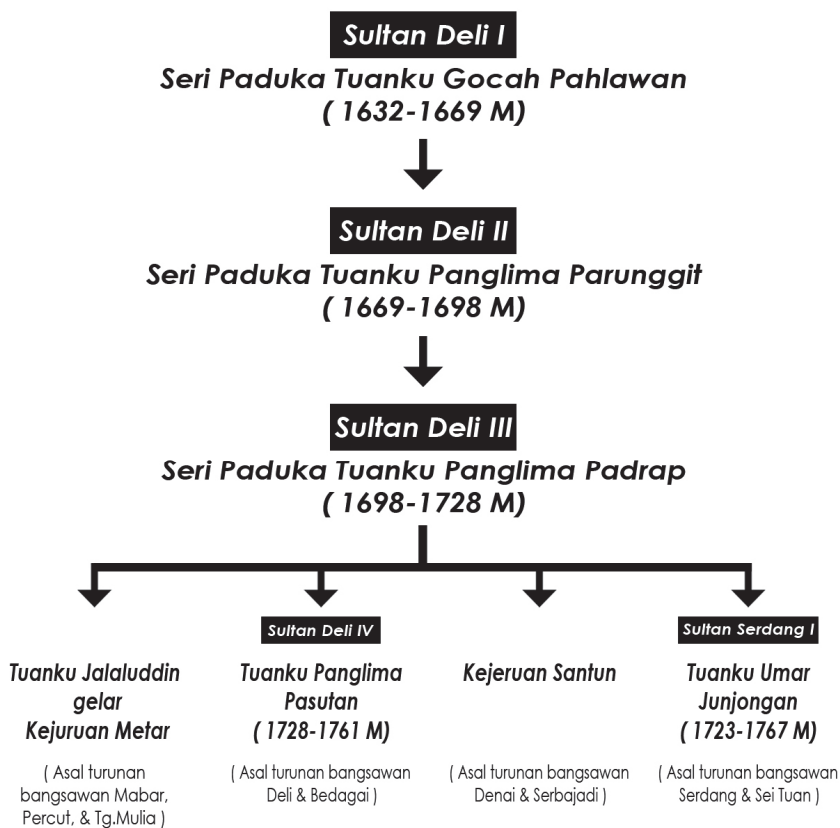 Sultan Deli I
Seri Paduka Tuanku Gocah Pahlawan
( 1632-1669 M)
Sultan Deli II
Seri Paduka Tuanku Panglima Parunggit
( 1669-1698 M)
Sultan Deli III
Seri Paduka Tuanku Panglima Padrap
( 1698-1728 M)
Tuanku Jalaluddin
gelar
Kejuruan Metar
( Asal turunan
bangsawan Mabar,
Percut, & Tg.Mulia )
Sultan Deli IV
Tuanku Panglima
Pasutan
( 1728-1761 M)
( Asal turunan bangsawan
Deli & Bedagai )
Kejeruan Santun
( Asal turunan bangsawan
Denai & Serbajadi )
Sultan Serdang I
Tuanku Umar
Junjongan
( 1723-1767 M)
( Asal turunan bangsawan
Serdang & Sei Tuan )